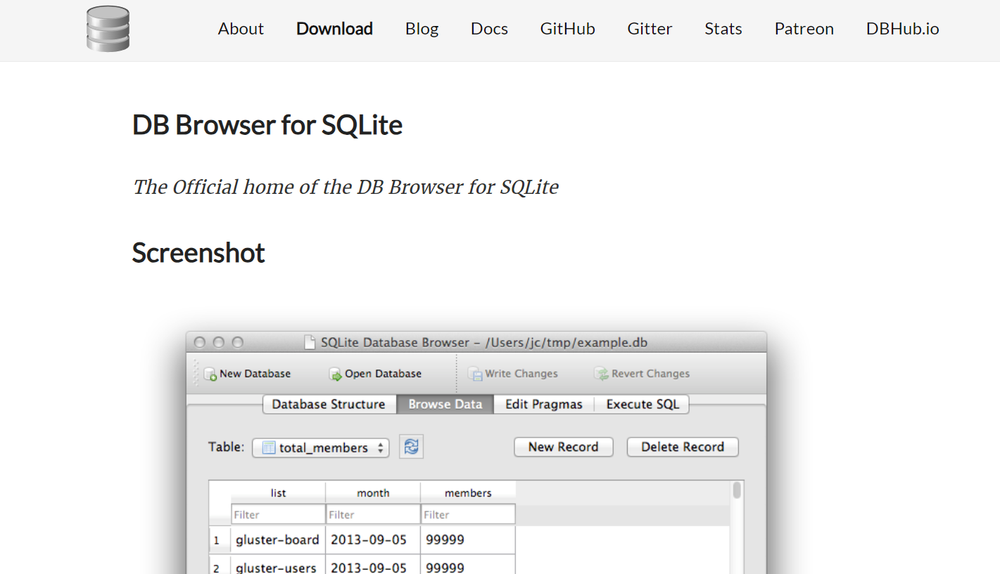 About Download Blog Docs GitHub Gitter Stats Patreon DBHub.io
DB Browser for SQLite
The Official home of the DB Browser for SQLite
Screenshot
SQLite Database Browser – /Users/jc/tmp/example.db
New Database Open Database Write Changes Revert Changes
Database Structure Browse Data Edit Pragmas Execute SQL
Table: total_members New Record Delete Record
list month members
Filter Filter Filter
1 gluster-board 2013-09-05 99999
2 gluster-users 2013-09-05 99999